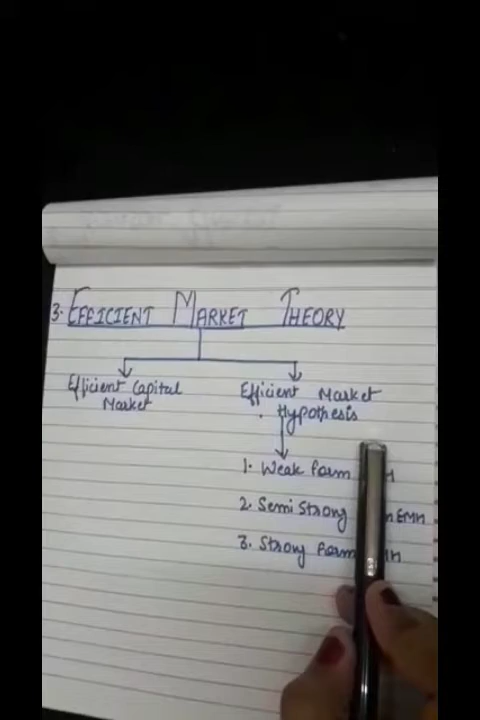 3. EFFICIENT MARKET THEORY
Efficient Capital
Market
Efficient Market
Hypothesis
1. Weak Form
2. Semi Strong EMH
3. Strong Form